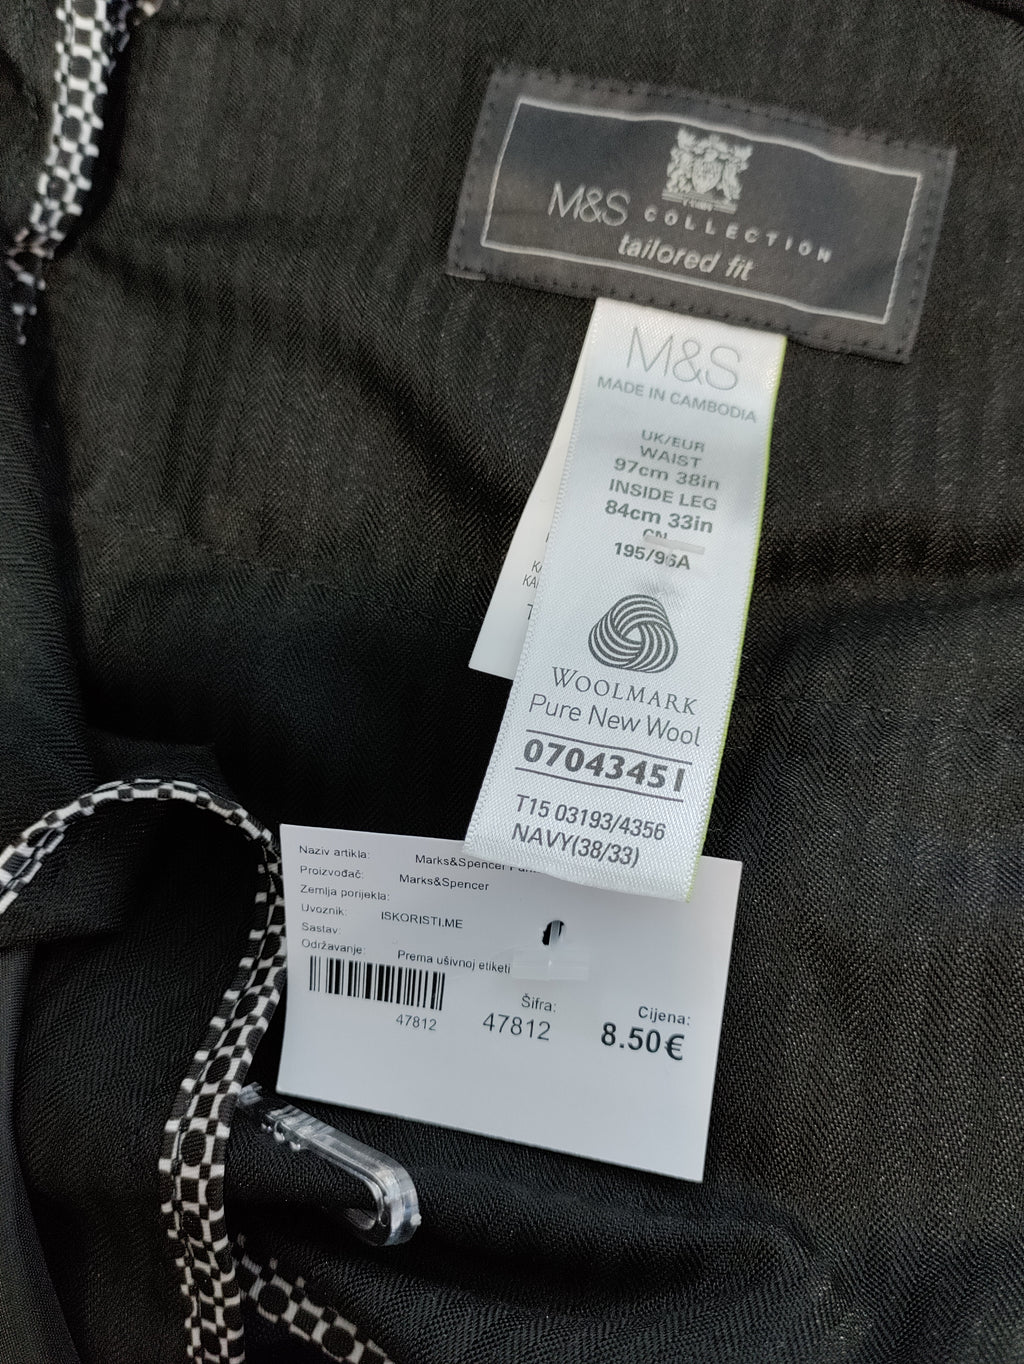 M&S COLLECTION
tailored fit
M&S
MADE IN CAMBODIA
UK/EUR
WAIST
97cm 38in
INSIDE LEG
84cm 33in
CN
195/96A
WOOLMARK
Pure New Wool
07043451
T15 03193/4356
NAVY(38/33)
Naziv artikla: Marks&Spencer
Proizvođač: Marks&Spencer
Zemlja porijekla:
Uvoznik: ISKORISTI.ME
Sastav:
Održavanje: Prema ušivnoj etiketi
47812
Šifra:
47812
Cijena:
8.50€